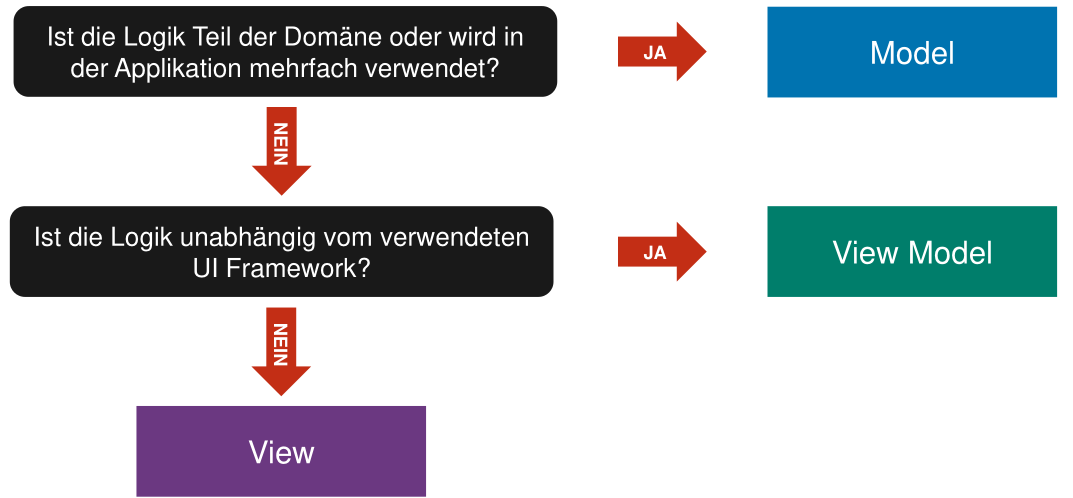 Ist die Logik Teil der Domäne oder wird in
der Applikation mehrfach verwendet?
JA
Model
NEIN
Ist die Logik unabhängig vom verwendeten
UI Framework?
JA
View Model
NEIN
View